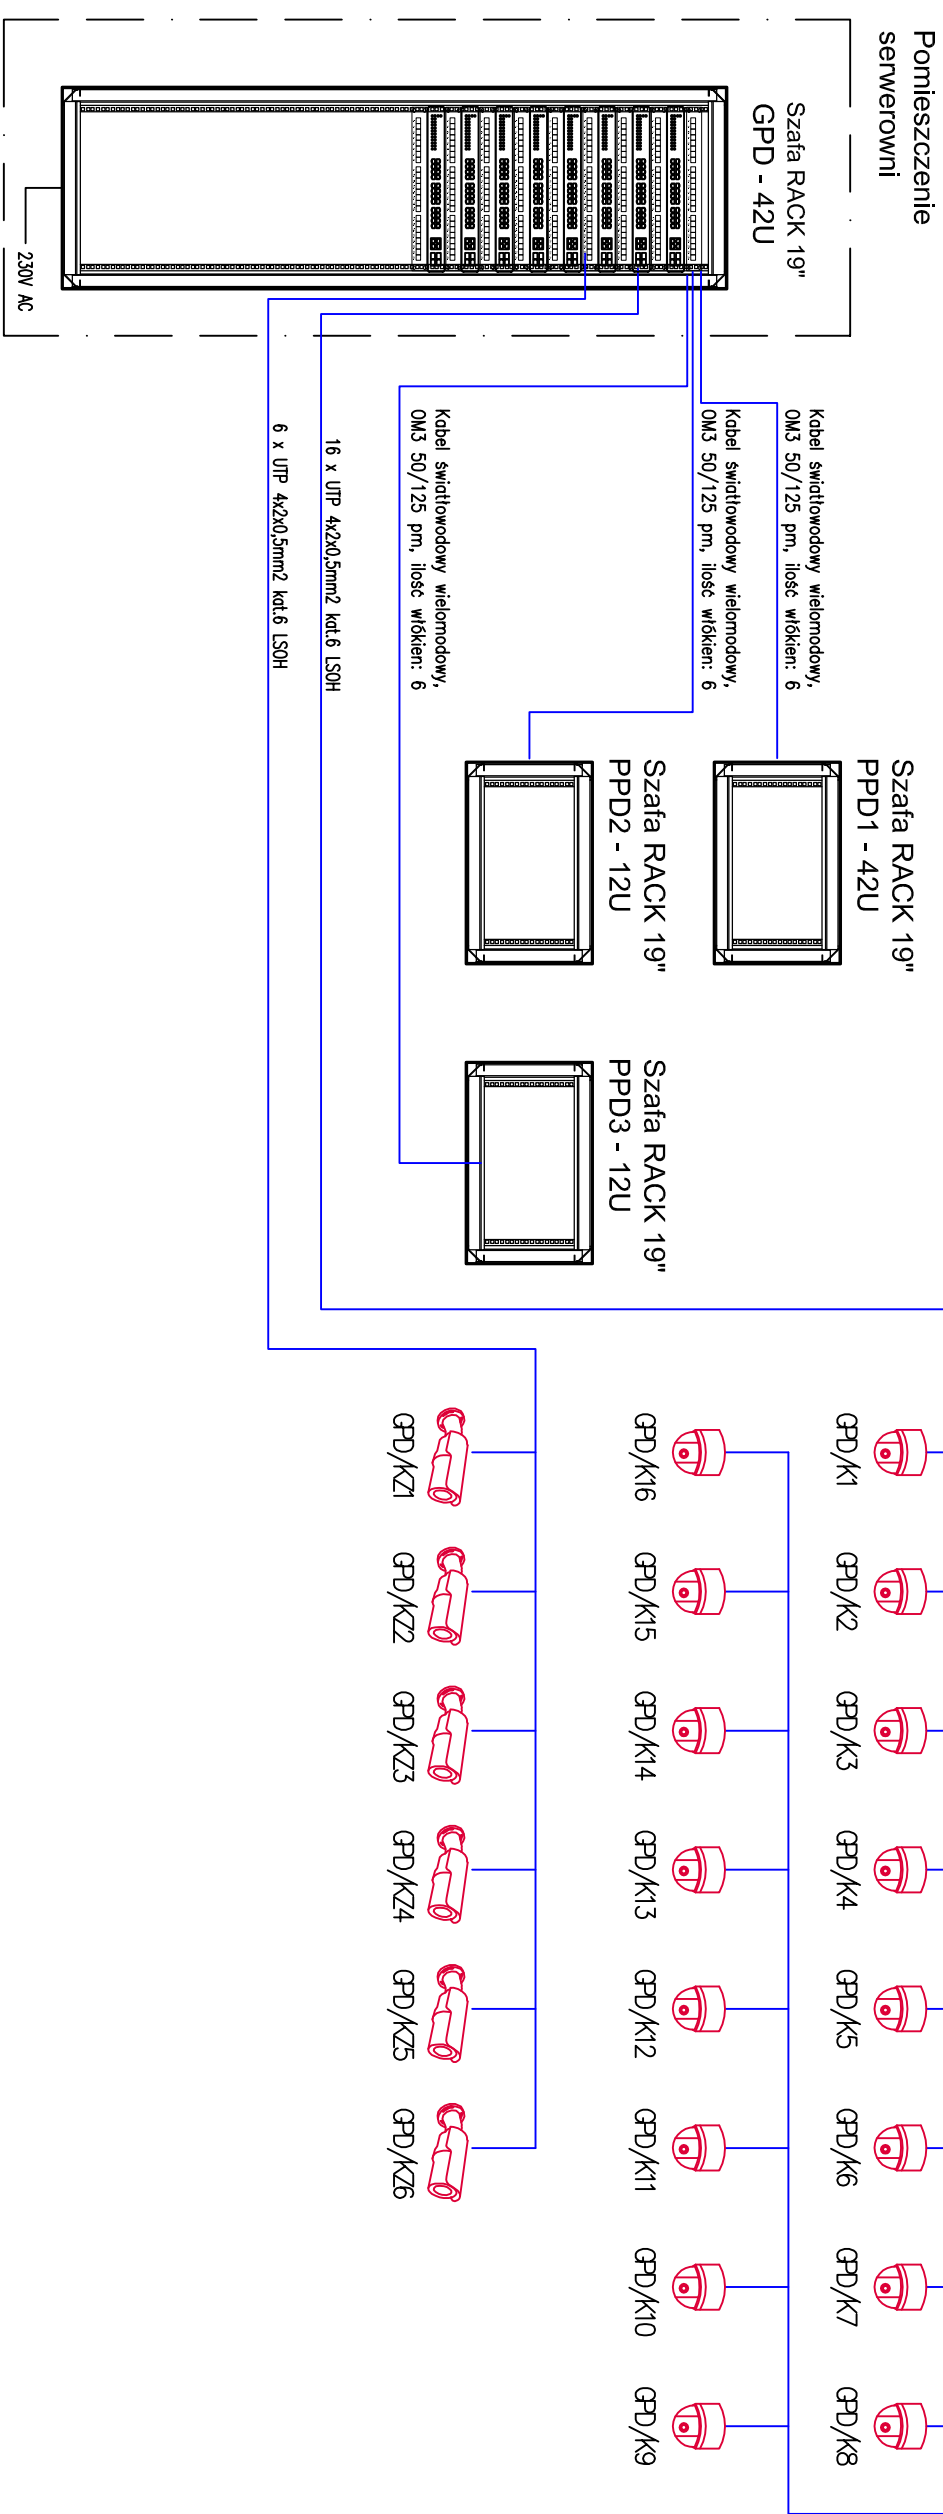 Pomieszczenie
serwerowni
Szafa RACK 19"
GPD - 42U
230V AC
Kabel światłowodowy wielomodowy,
OM3 50/125 pm, ilość włókien: 6
Kabel światłowodowy wielomodowy,
OM3 50/125 pm, ilość włókien: 6
Kabel światłowodowy wielomodowy,
OM3 50/125 pm, ilość włókien: 6
16 x UTP 4x2x0,5mm2 kat.6 LSOH
6 x UTP 4x2x0,5mm2 kat.6 LSOH
Szafa RACK 19"
PPD1 - 42U
Szafa RACK 19"
PPD2 - 12U
Szafa RACK 19"
PPD3 - 12U
GPD/K1
GPD/K2
GPD/K3
GPD/K4
GPD/K5
GPD/K6
GPD/K7
GPD/K8
GPD/K16
GPD/K15
GPD/K14
GPD/K13
GPD/K12
GPD/K11
GPD/K10
GPD/K9
GPD/KZ1
GPD/KZ2
GPD/KZ3
GPD/KZ4
GPD/KZ5
GPD/KZ6